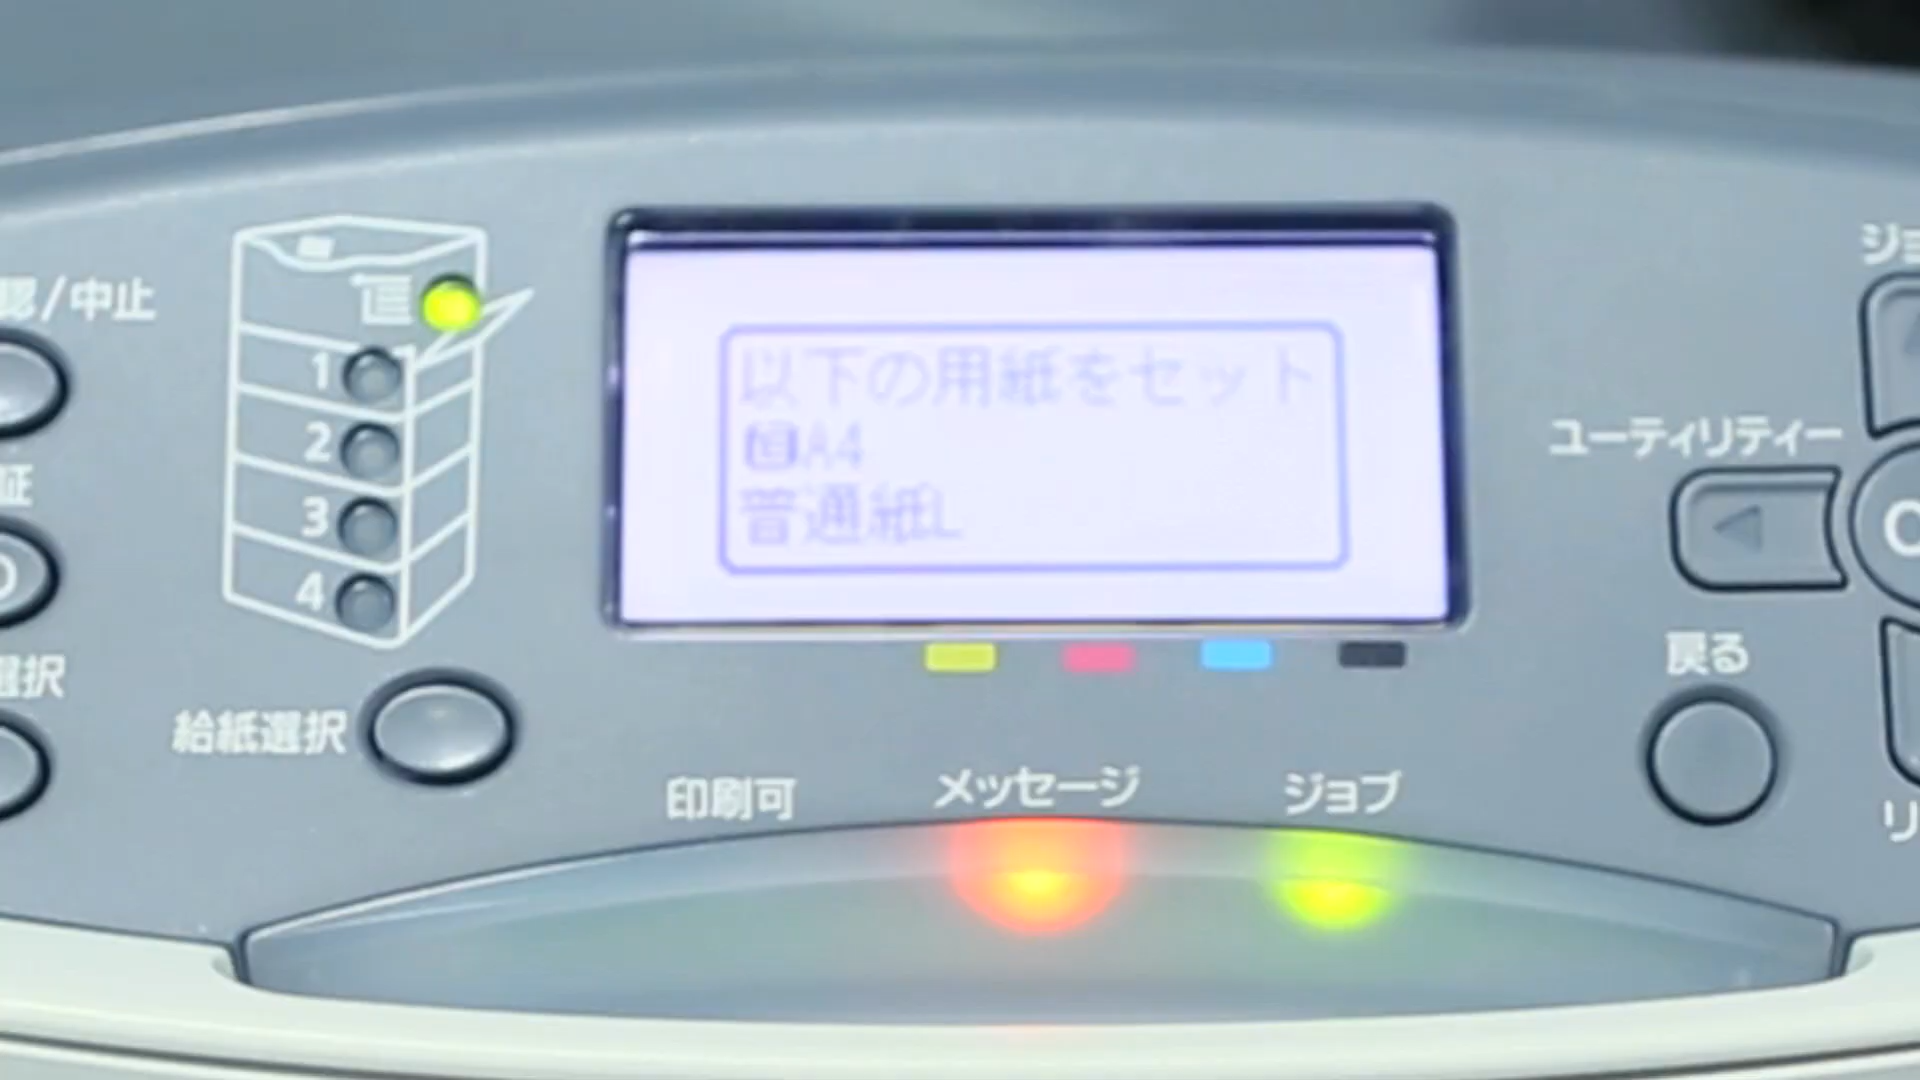 認/中止
証
選択
1
2
3
4
給紙選択
以下の用紙をセット
A4
普通紙L
印刷可
メッセージ
ジョブ
ユーティリティー
戻る